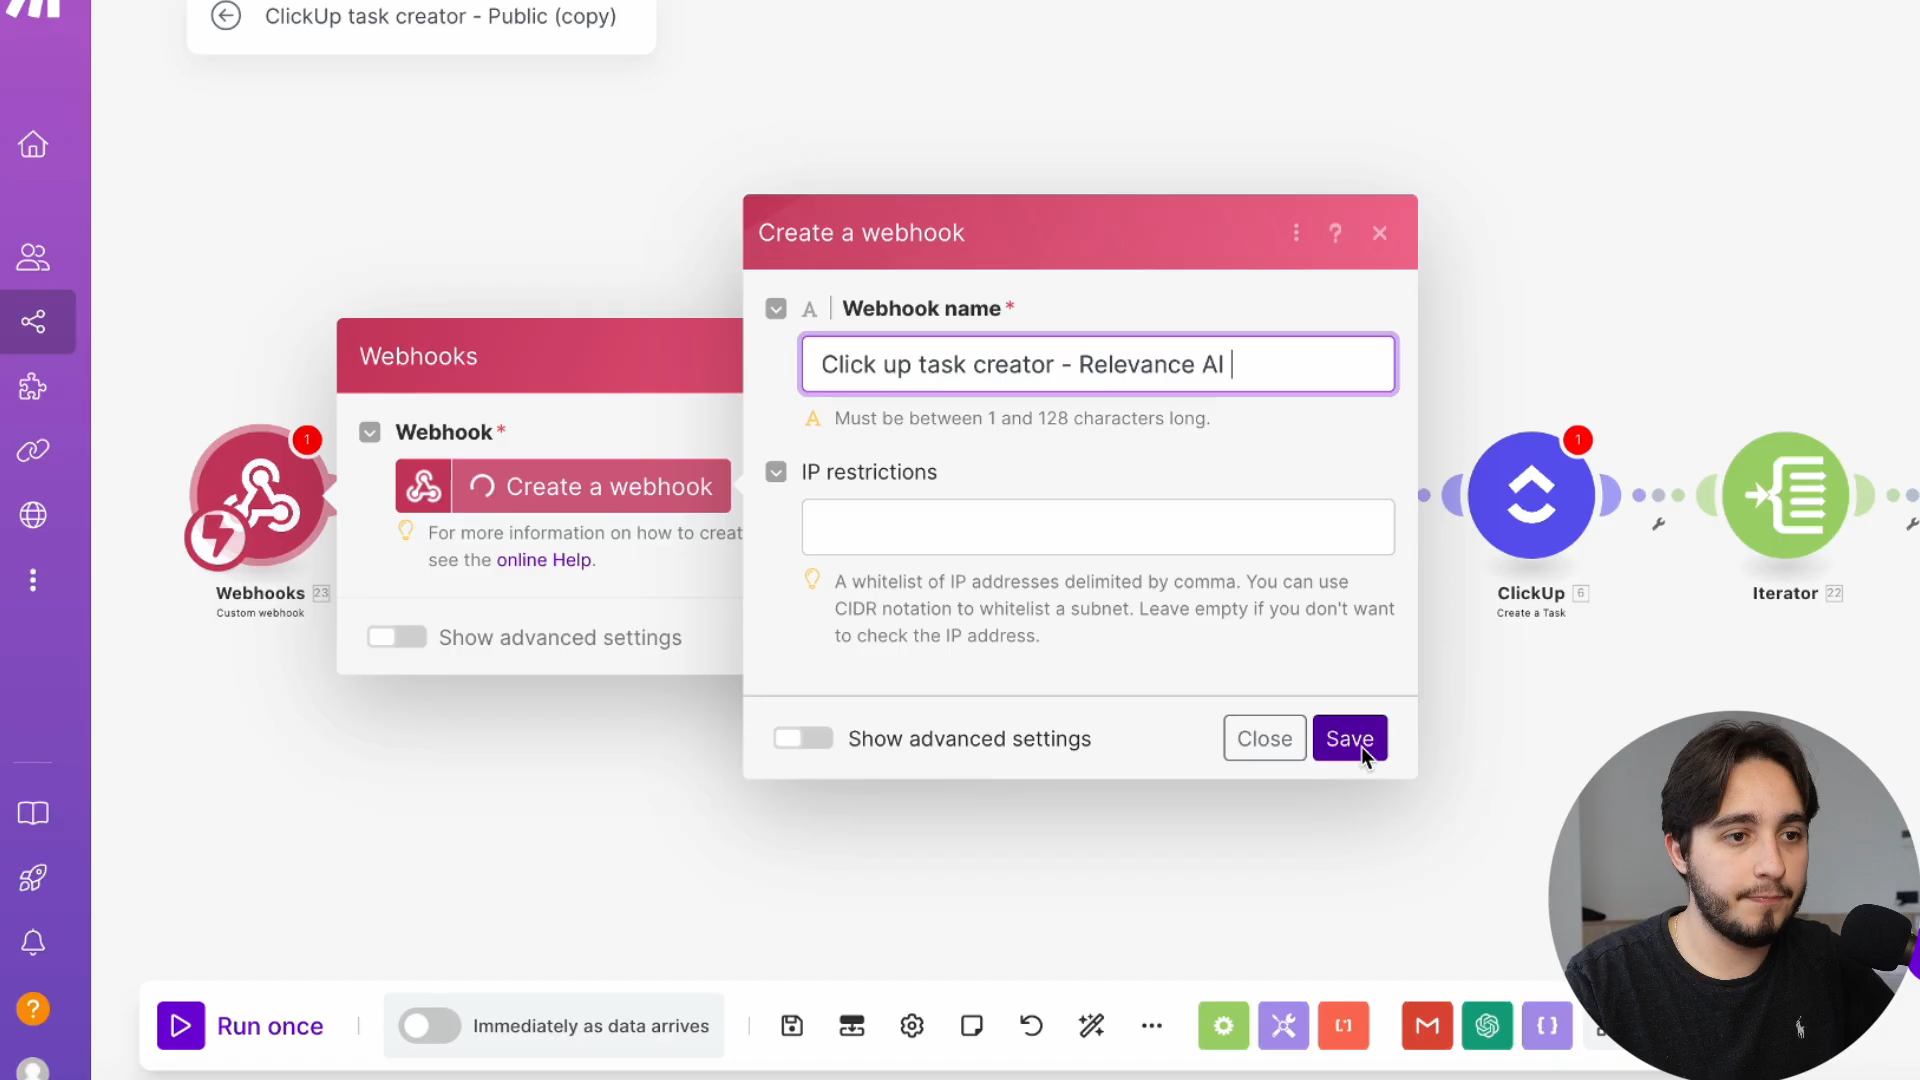 ClickUp task creator - Public (copy)
Create a webhook
?
A
Webhook name *
Click up task creator - Relevance AI
A Must be between 1 and 128 characters long.
IP restrictions
A whitelist of IP addresses delimited by comma. You can use
CIDR notation to whitelist a subnet. Leave empty if you don't want
to check the IP address.
Show advanced settings
Close
Save
Webhooks
Webhook *
Create a webhook
For more information on how to creat
see the online Help.
Show advanced settings
1
Webhooks 23
Custom webhook
1
ClickUp 6
Create a Task
Iterator 22
?
Run once
Immediately as data arrives